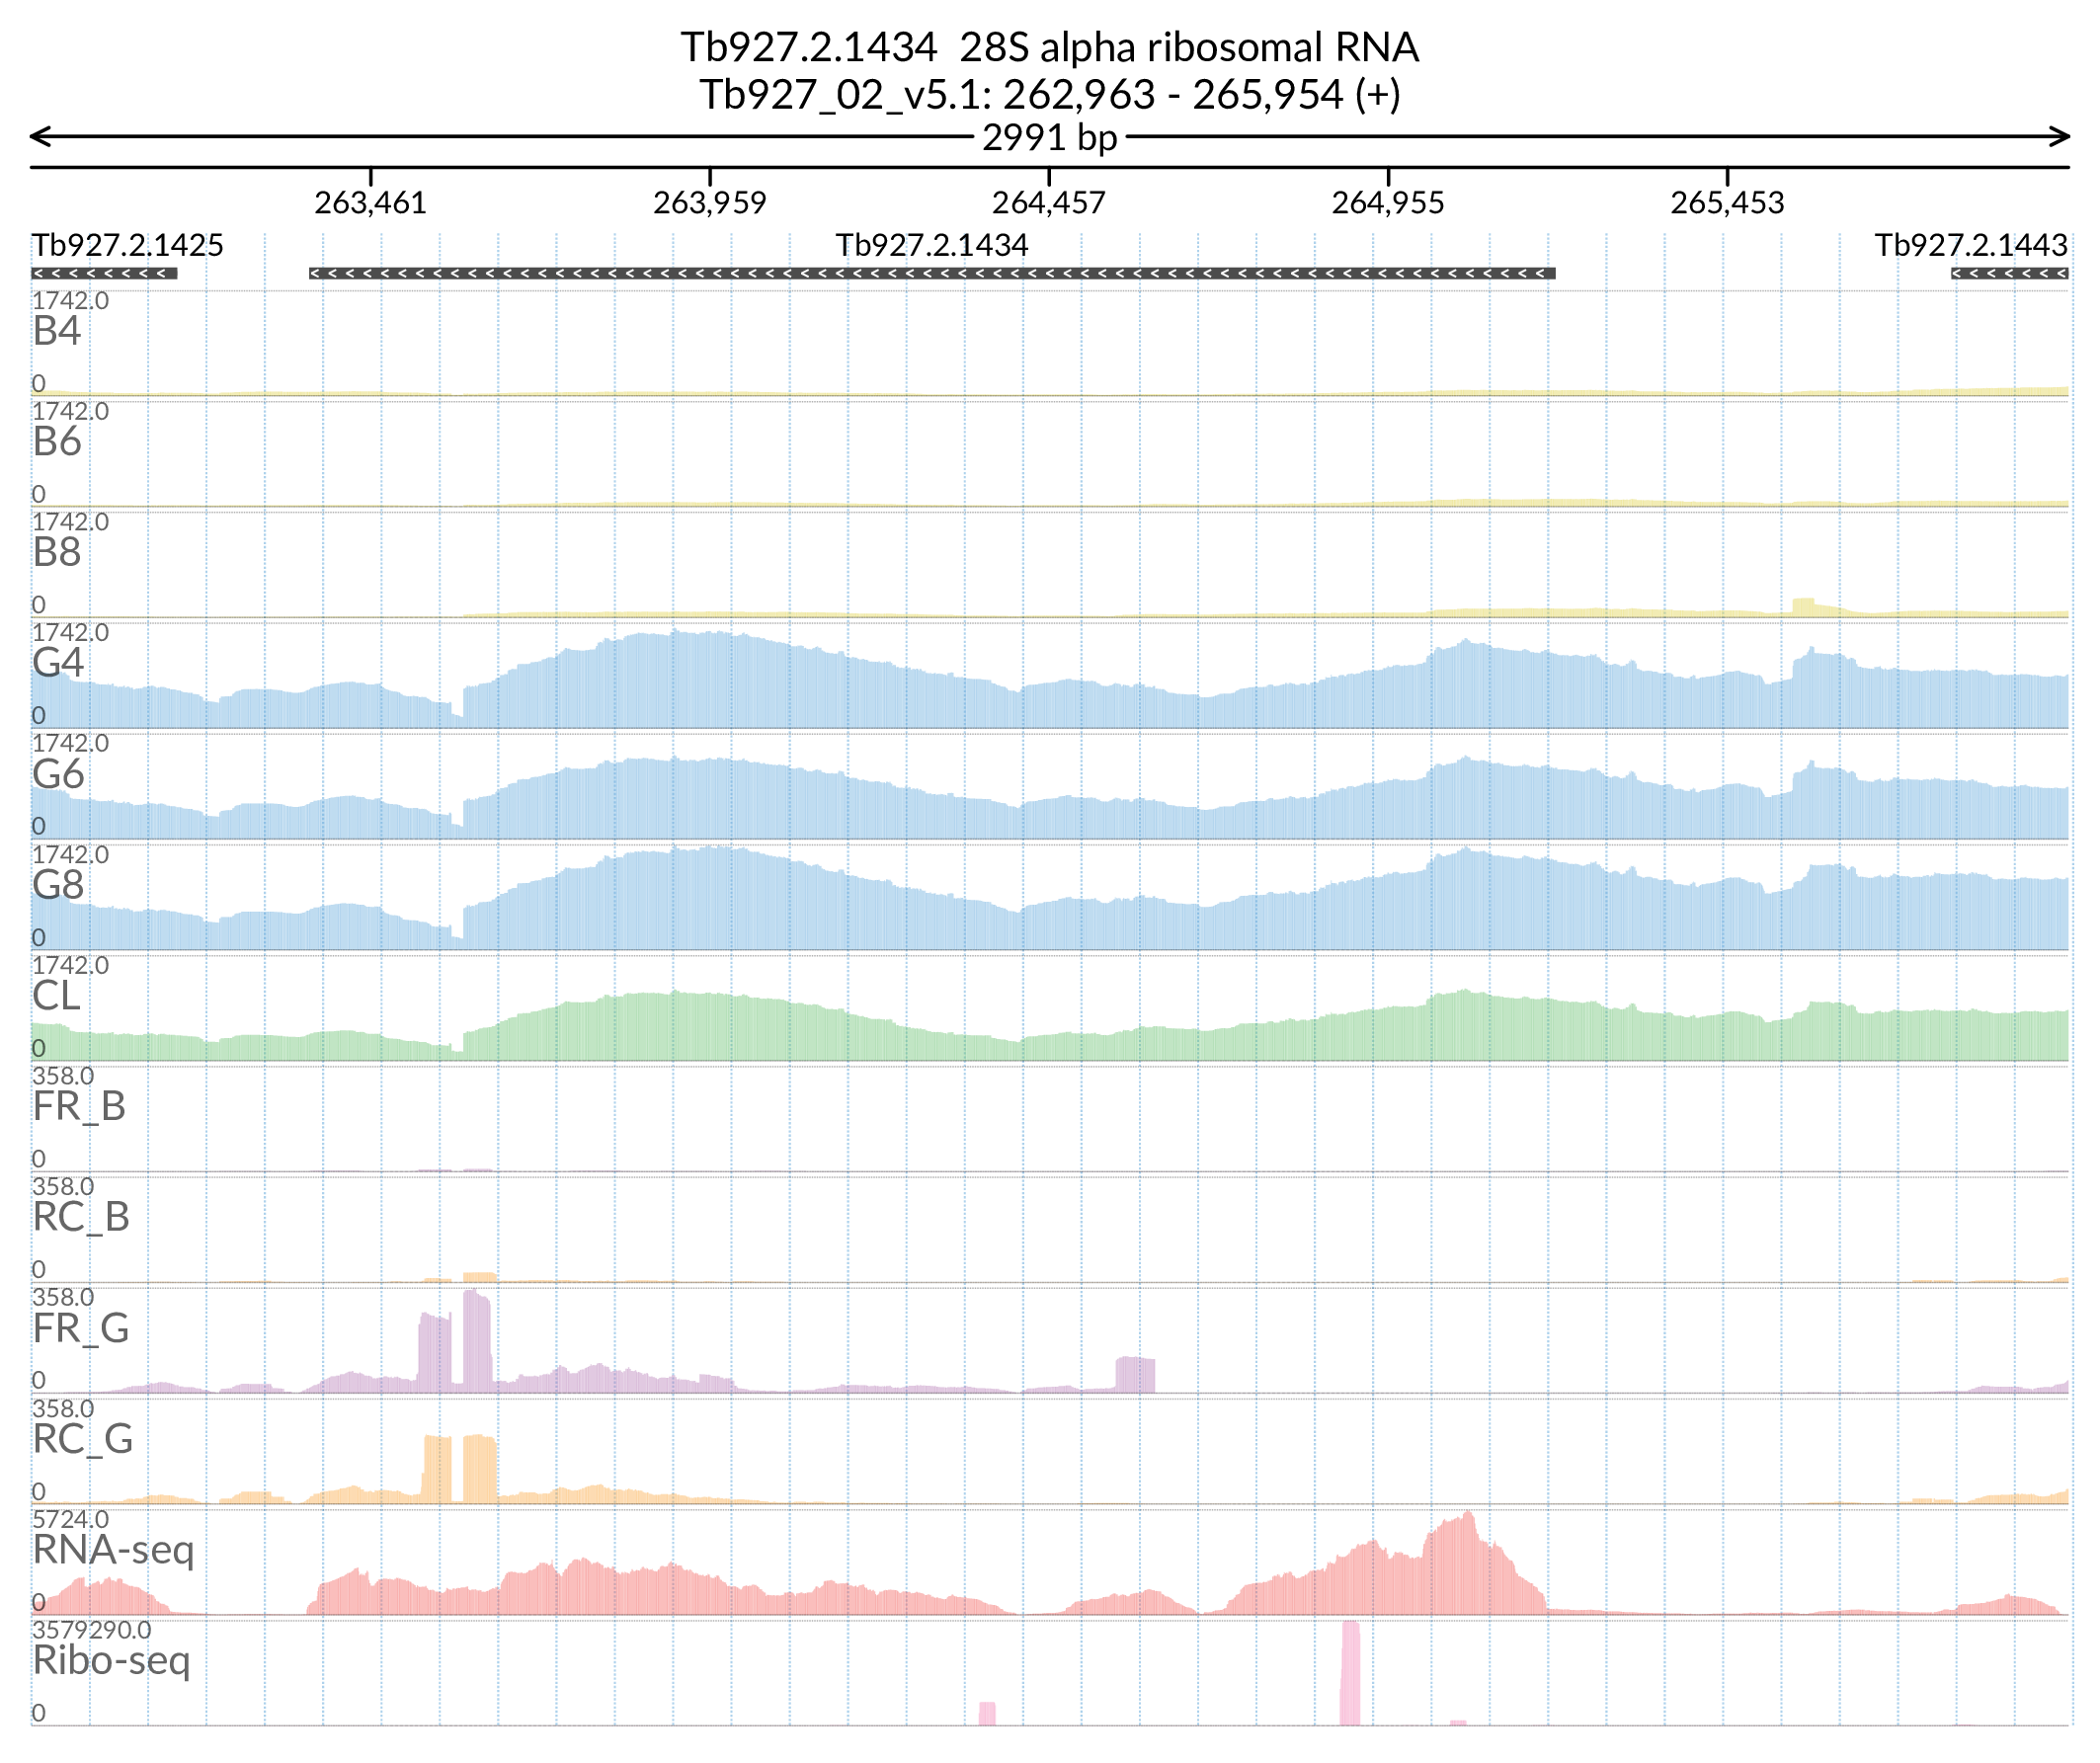 Tb927.2.1434 28S alpha ribosomal RNA
Tb927_02_v5.1: 262,963 - 265,954 (+)
2991 bp
263,461 263,959 264,457 264,955 265,453
Tb927.2.1425 Tb927.2.1434 Tb927.2.1443
1742.0
B4
0
1742.0
B6
0
1742.0
B8
0
1742.0
G4
0
1742.0
G6
0
1742.0
G8
0
1742.0
CL
0
358.0
FR_B
0
358.0
RC_B
0
358.0
FR_G
0
358.0
RC_G
0
5724.0
RNA-seq
0
3579290.0
Ribo-seq
0